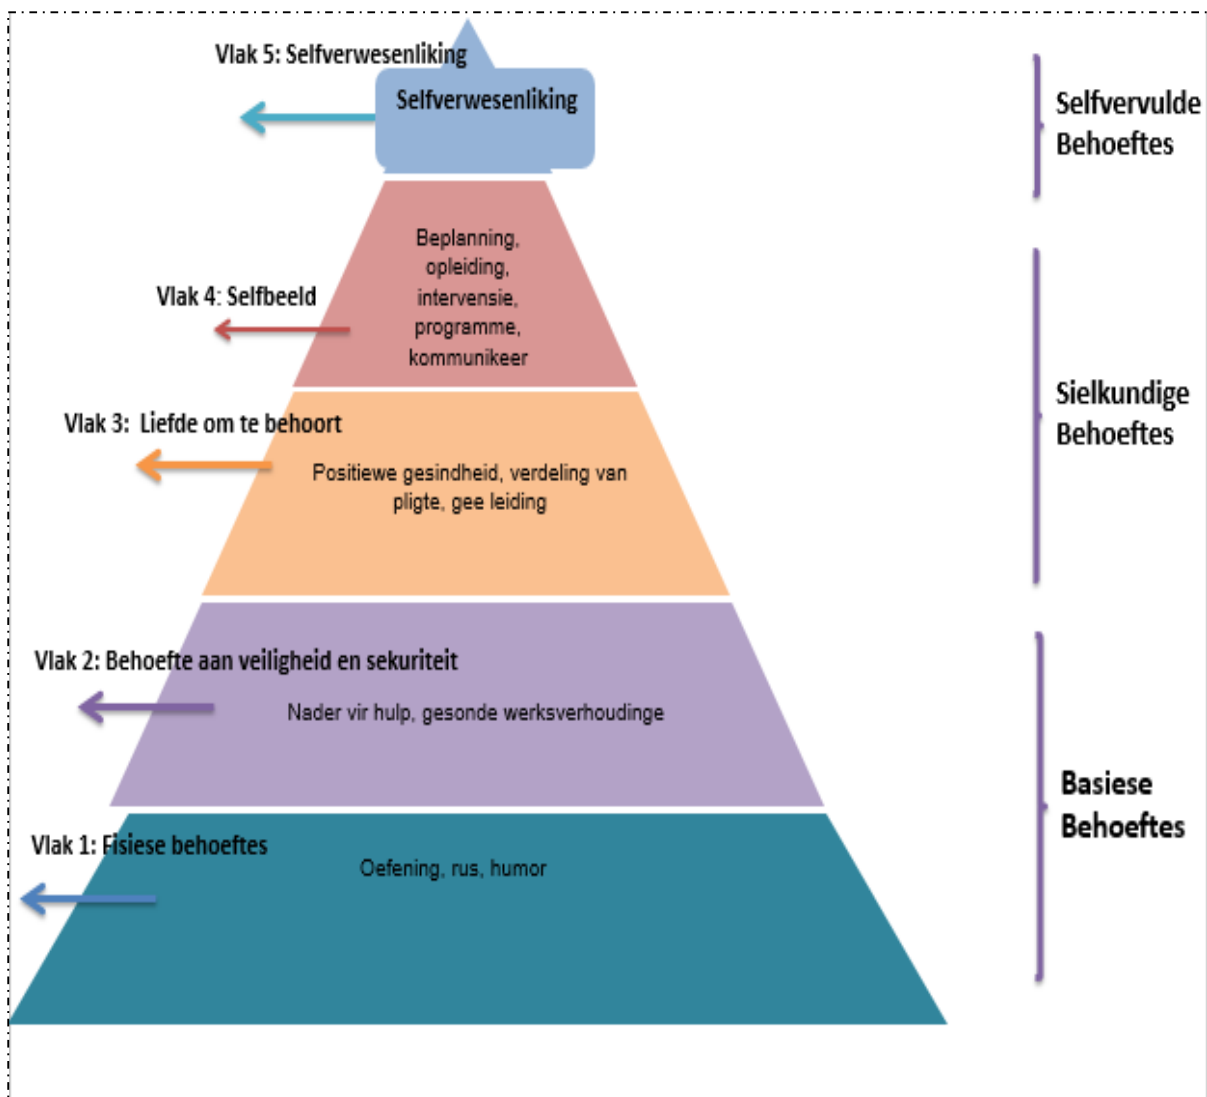 Vlak 5: Selfverwesenliking
Selfverwesenliking
Selfvervulde
Behoeftes
Beplanning,
opleiding,
intervensie,
programme,
kommunikeer
Vlak 4: Selfbeeld
Sielkundige
Behoeftes
Vlak 3: Liefde om te behoort
Positiewe gesindheid, verdeling van
pligte, gee leiding
Vlak 2: Behoefte aan veiligheid en sekuriteit
Nader vir hulp, gesonde werksverhoudinge
Basiese
Behoeftes
Vlak 1: Fisiese behoeftes
Oefening, rus, humor